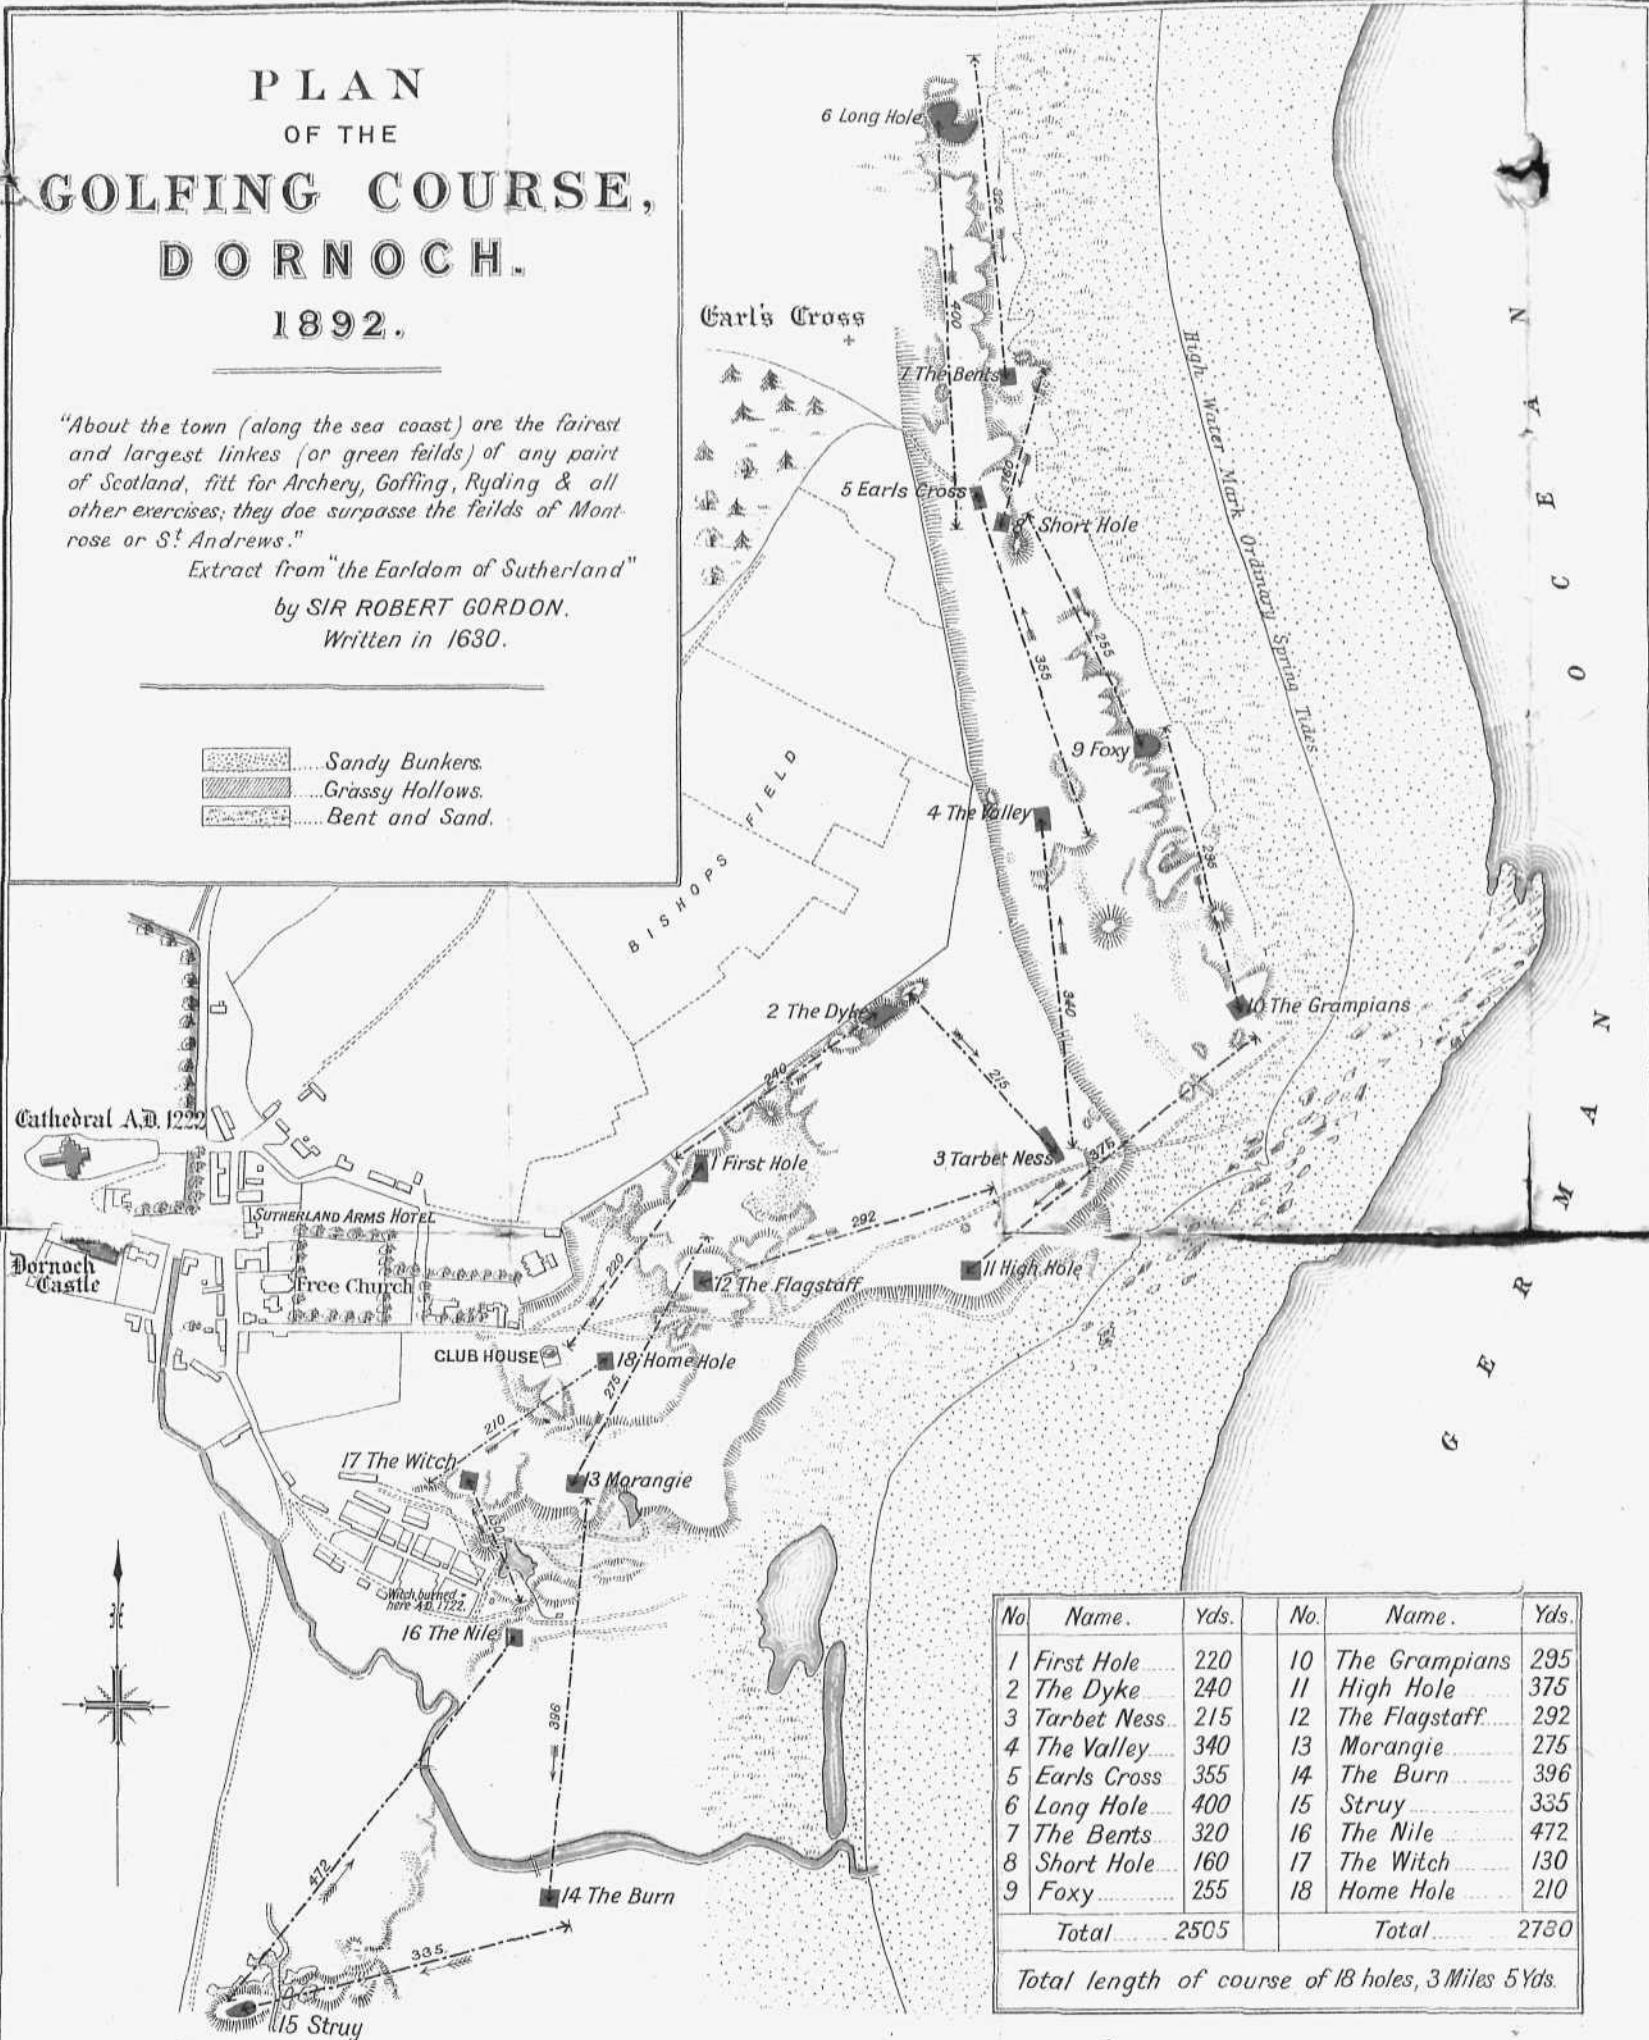 PLAN
OF THE
GOLFING COURSE,
DORNOCH.
1892.
"About the town (along the sea coast) are the fairest
and largest linkes (or green feilds) of any pairt
of Scotland, fitt for Archery, Goffing, Ryding & all
other exercises; they doe surpasse the feilds of Mont-
rose or St. Andrews."
Extract from "the Earldom of Sutherland"
by SIR ROBERT GORDON.
Written in 1630.
Sandy Bunkers.
Grassy Hollows.
Bent and Sand.
6 Long Hole
326
400
Earl's Cross
7 The Bents
160
5 Earls Cross
8 Short Hole
355
255
9 Foxy
4 The Valley
295
340
10 The Grampians
High Water Mark Ordinary Spring Tides
GERMAN OCEAN
BISHOPS FIELD
2 The Dyke
240
215
Cathedral A.D. 1222
1 First Hole
3 Tarbet Ness
375
SUTHERLAND ARMS HOTEL
292
220
Dornoch
Castle
Free Church
11 High Hole
12 The Flagstaff
CLUB HOUSE
18 Home Hole
275
210
17 The Witch
13 Morangie
130
Witch burned
here A.D. 1722.
16 The Nile
N
396
472
14 The Burn
335
15 Struy
No Name. Yds. No. Name. Yds.
1 First Hole 220 10 The Grampians 295
2 The Dyke 240 11 High Hole 375
3 Tarbet Ness 215 12 The Flagstaff 292
4 The Valley 340 13 Morangie 275
5 Earls Cross 355 14 The Burn 396
6 Long Hole 400 15 Struy 335
7 The Bents 320 16 The Nile 472
8 Short Hole 160 17 The Witch 130
9 Foxy 255 18 Home Hole 210
Total 2505 Total 2780
Total length of course of 18 holes, 3 Miles 5 Yds.